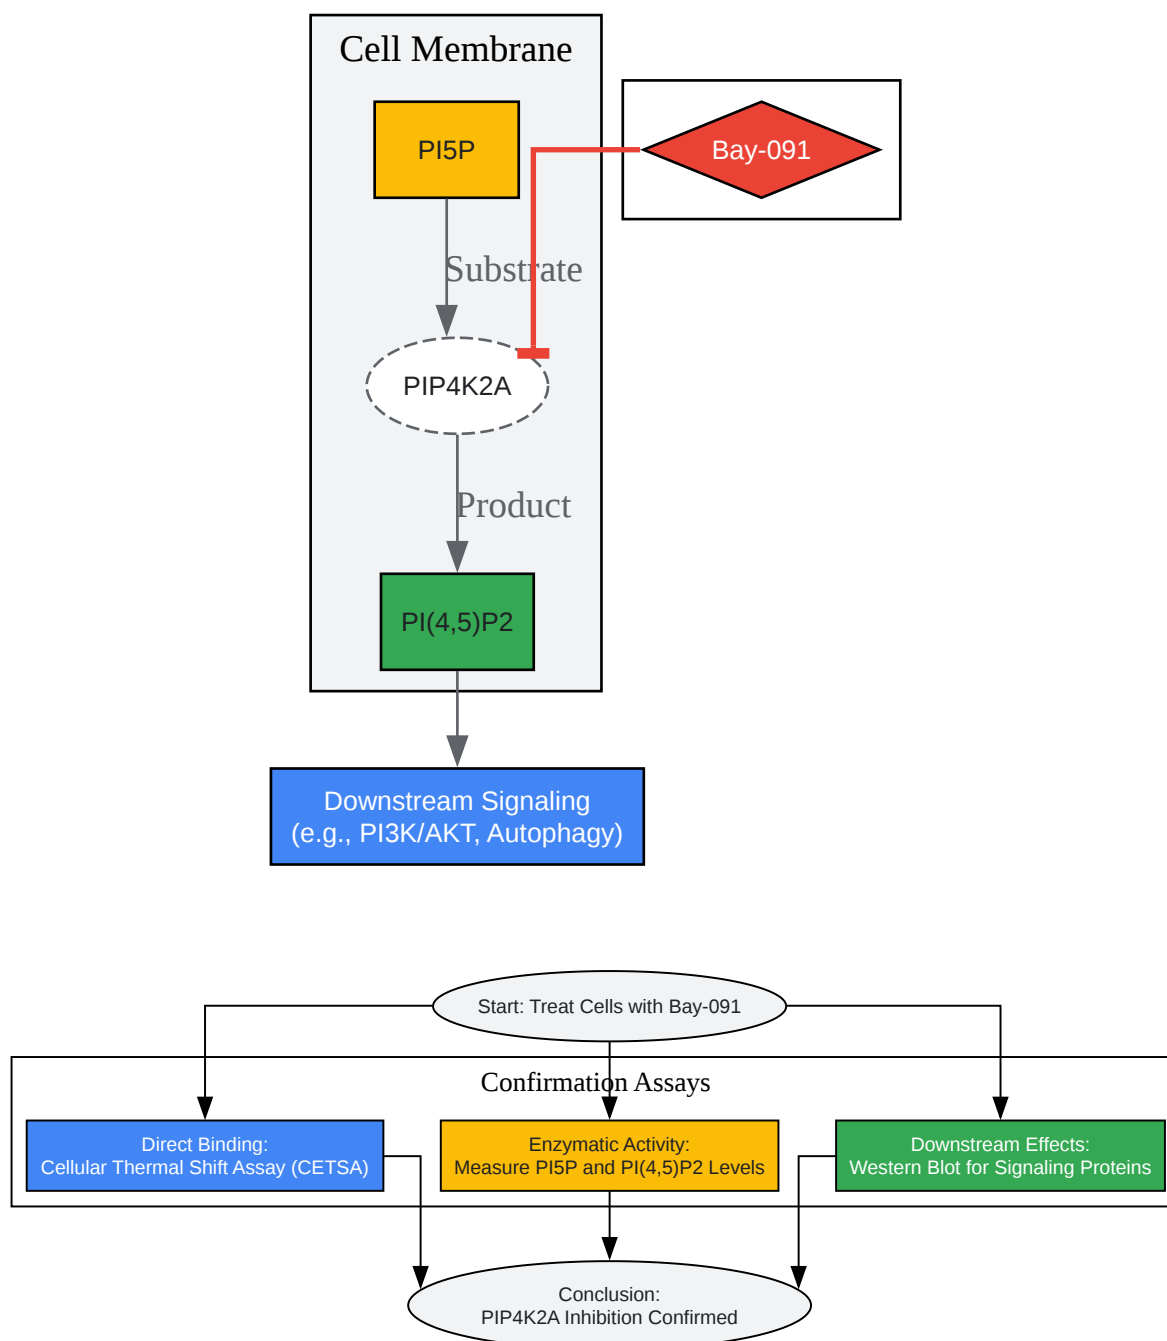 Cell Membrane
PI5P
Bay-091
Substrate
PIP4K2A
Product
PI(4,5)P2
Downstream Signaling
(e.g., PI3K/AKT, Autophagy)
Start: Treat Cells with Bay-091
Confirmation Assays
Direct Binding:
Cellular Thermal Shift Assay (CETSA)
Enzymatic Activity:
Measure PI5P and PI(4,5)P2 Levels
Downstream Effects:
Western Blot for Signaling Proteins
Conclusion:
PIP4K2A Inhibition Confirmed